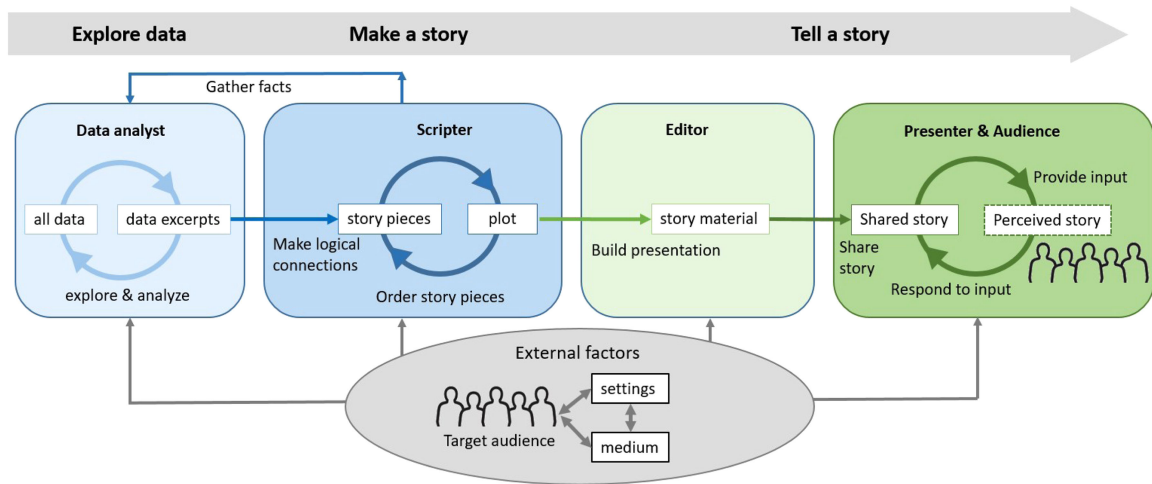 Explore data
Make a story
Tell a story
Gather facts
Data analyst
all data
data excerpts
explore & analyze
Scripter
story pieces
plot
Make logical
connections
Order story pieces
Editor
story material
Build presentation
Presenter & Audience
Provide input
Shared story
Perceived story
Share
story
Respond to input
External factors
settings
Target audience
medium